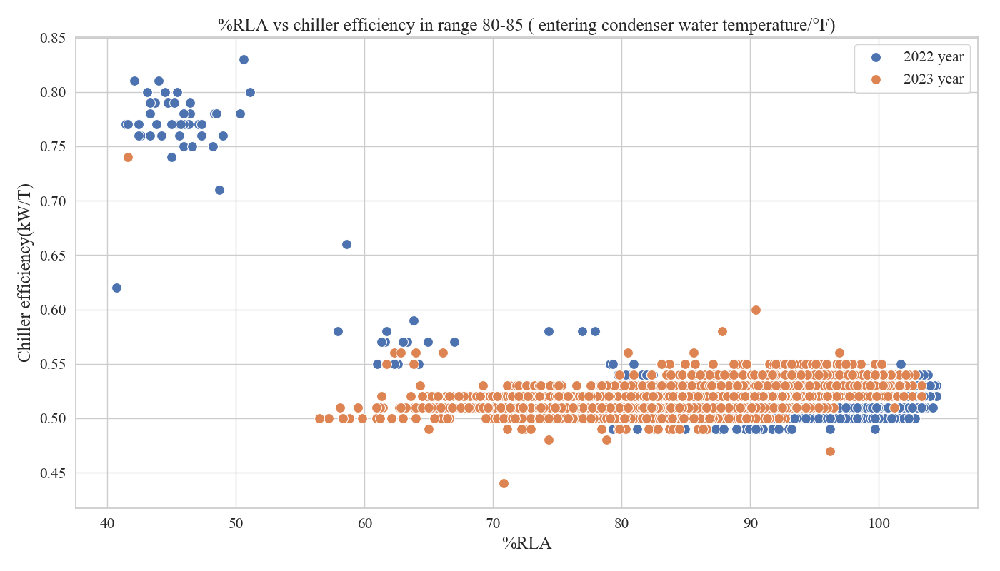 %RLA vs chiller efficiency in range 80-85 ( entering condenser water temperature/°F)
2022 year
2023 year
Chiller efficiency(kW/T)
0.85
0.80
0.75
0.70
0.65
0.60
0.55
0.50
0.45
40 50 60 70 80 90 100
%RLA